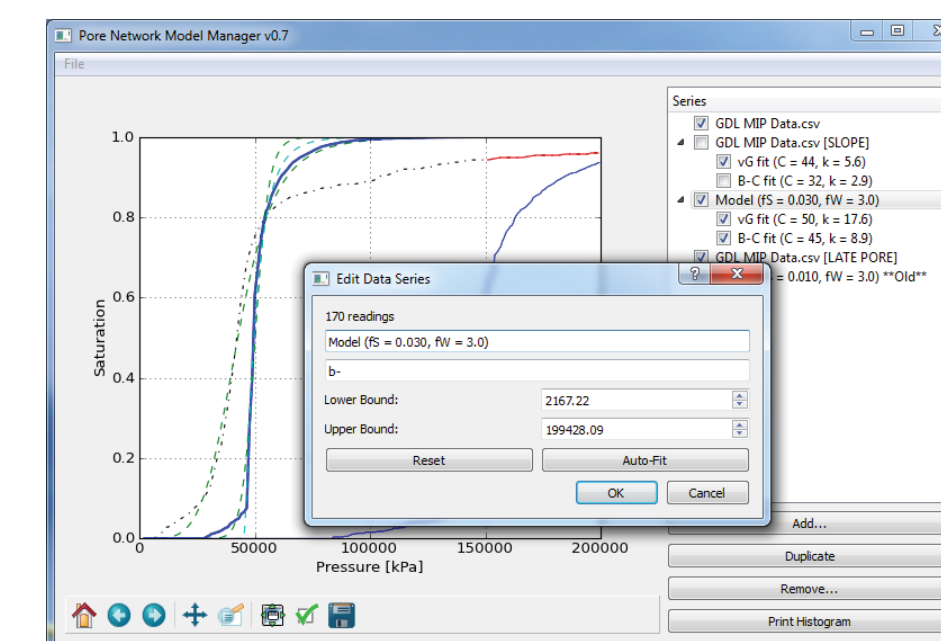 Pore Network Model Manager v0.7
File
Series
GDL MIP Data.csv
GDL MIP Data.csv [SLOPE]
vG fit (C = 44, k = 5.6)
B-C fit (C = 32, k = 2.9)
Model (fS = 0.030, fW = 3.0)
vG fit (C = 50, k = 17.6)
B-C fit (C = 45, k = 8.9)
GDL MIP Data.csv [LATE PORE]
= 0.010, fW = 3.0) **Old**
1.0
0.8
0.6
0.4
0.2
0.0
Saturation
0 50000 100000 150000 200000
Pressure [kPa]
Edit Data Series
170 readings
Model (fS = 0.030, fW = 3.0)
b-
Lower Bound: 2167.22
Upper Bound: 199428.09
Reset Auto-Fit
OK Cancel
Add...
Duplicate
Remove...
Print Histogram